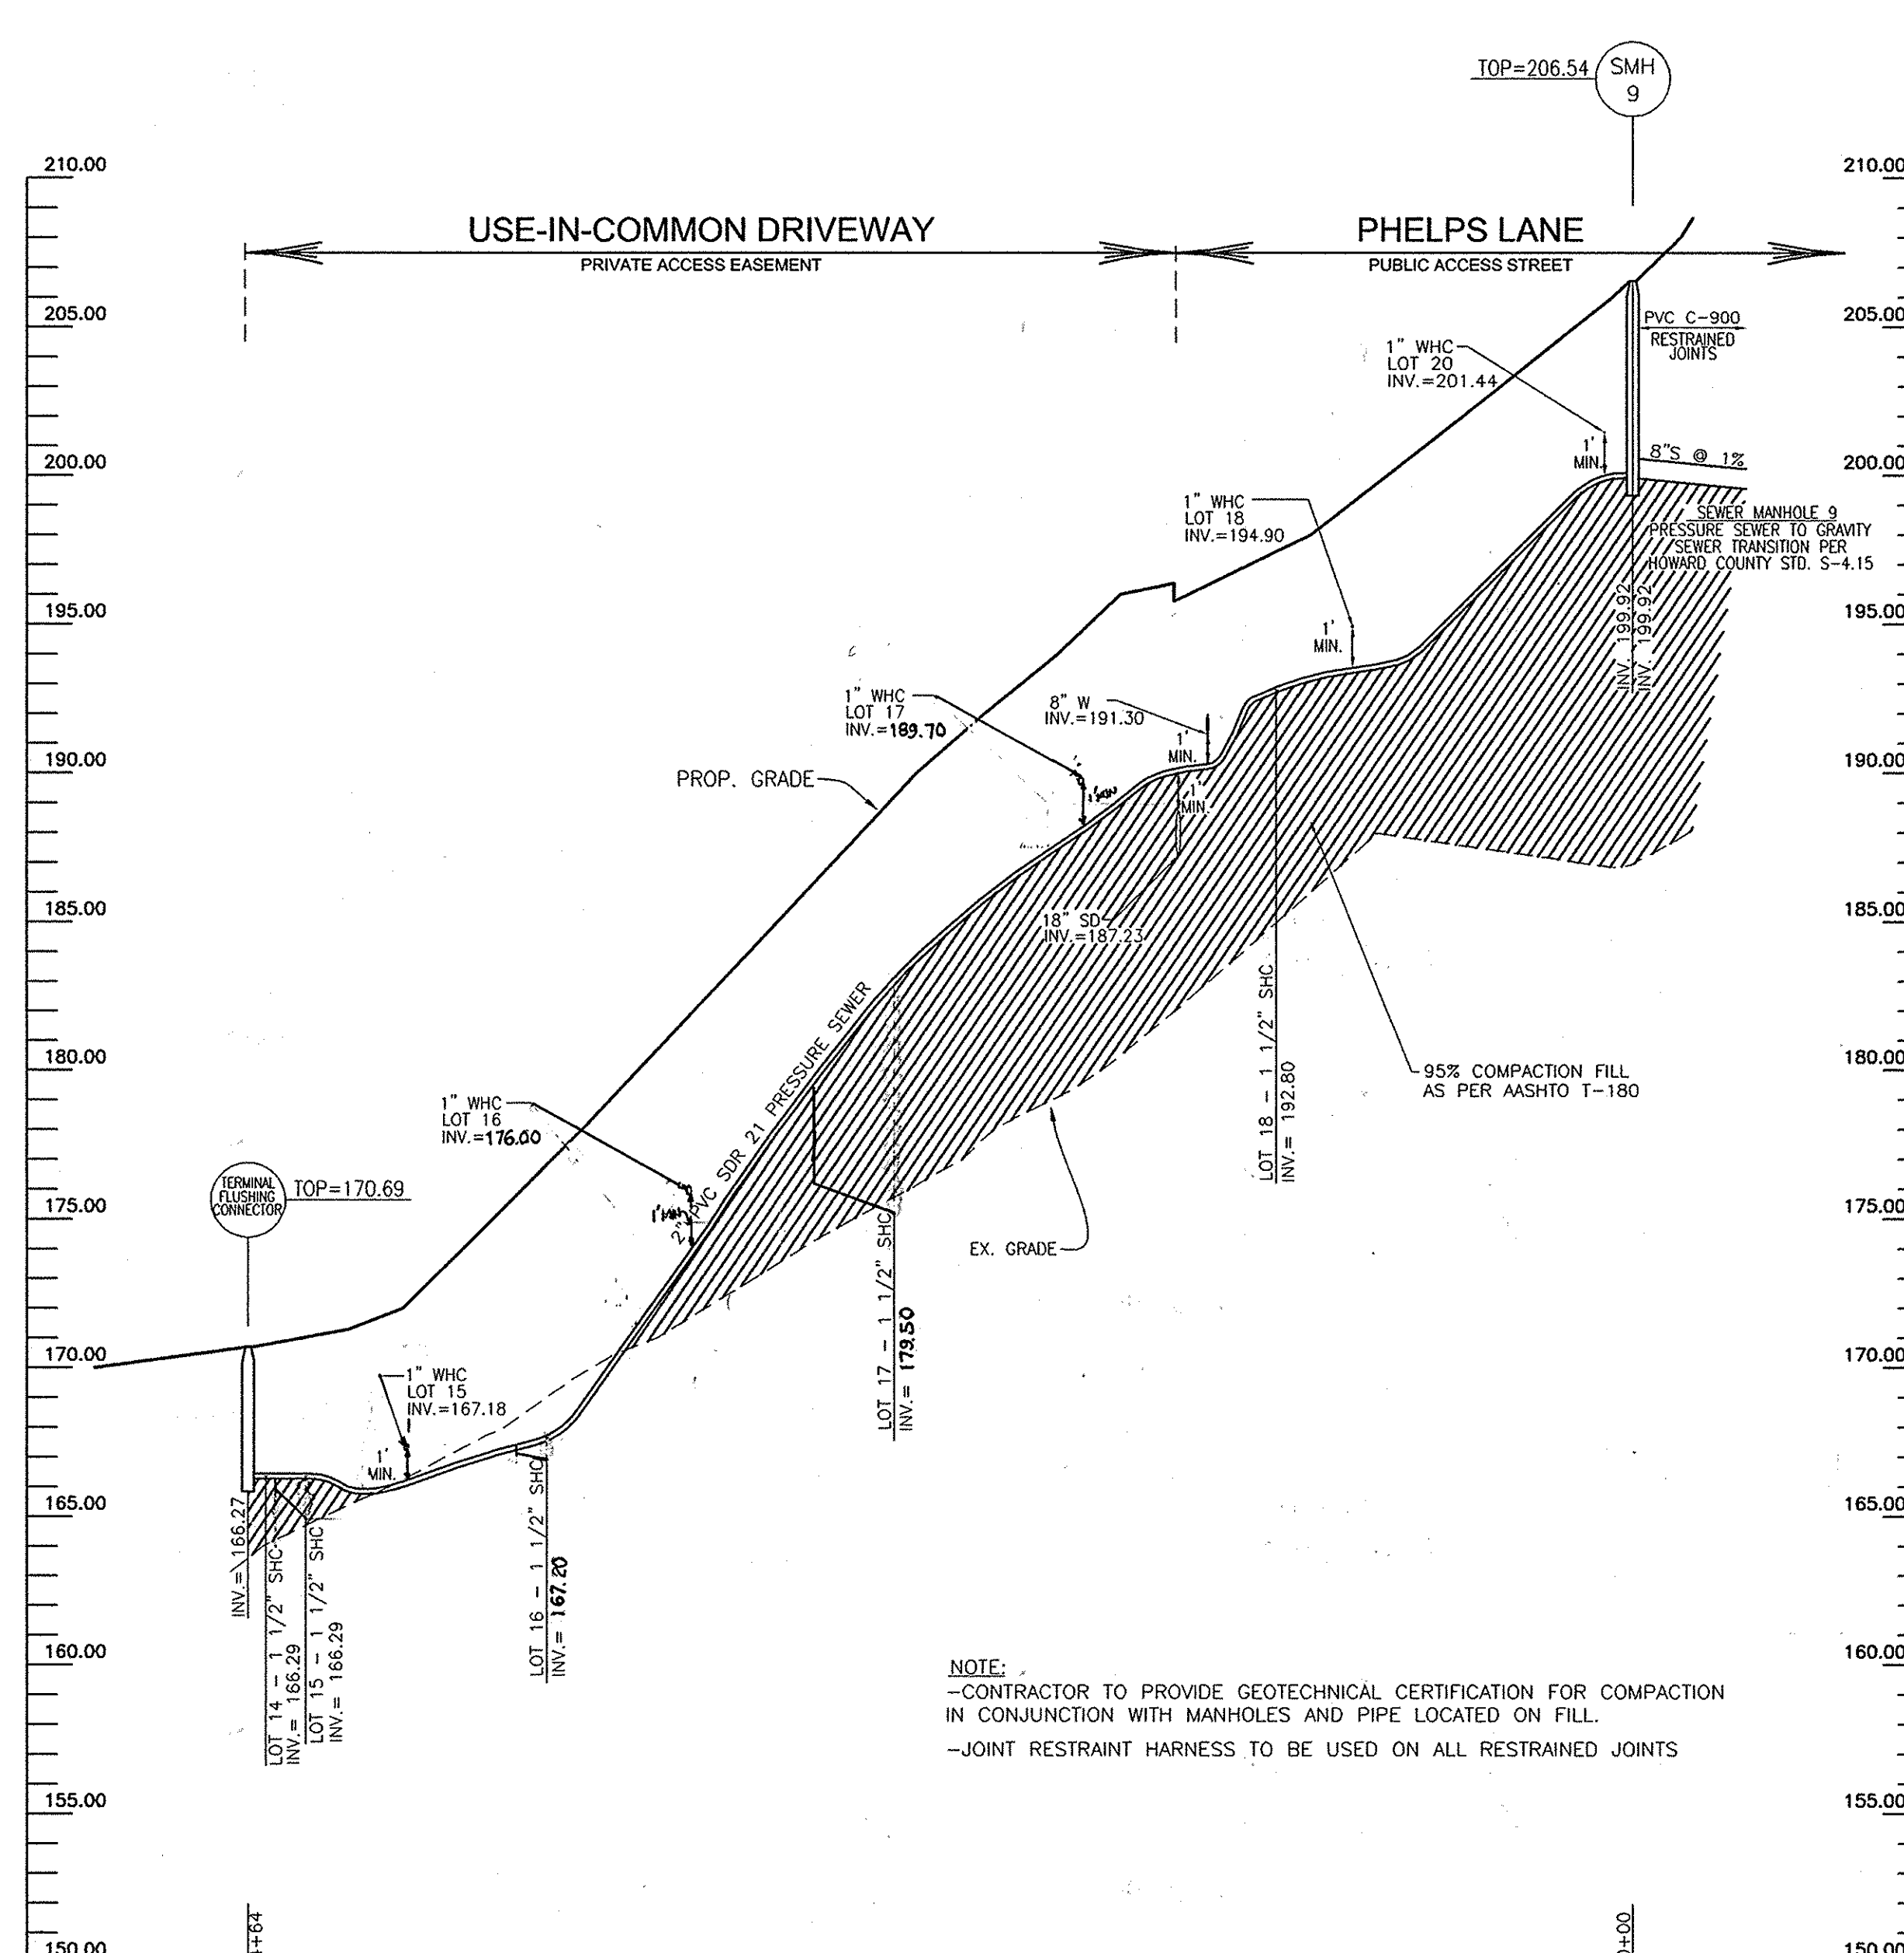 TOP=206.54
SMH
9
210.00
210.00
USE-IN-COMMON DRIVEWAY
PRIVATE ACCESS EASEMENT
PHELPS LANE
PUBLIC ACCESS STREET
205.00
205.00
PVC C-900
RESTRAINED
JOINTS
1" WHC
LOT 20
INV.=201.44
1'
MIN.
8"S @ 1%
200.00
200.00
1" WHC
LOT 18
INV.=194.90
SEWER MANHOLE 9
PRESSURE SEWER TO GRAVITY
SEWER TRANSITION PER
HOWARD COUNTY STD. S-4.15
INV. 199.92
INV. 199.92
195.00
195.00
1'
MIN.
1" WHC
LOT 17
INV.=189.70
8" W
INV.=191.30
1'
MIN.
190.00
190.00
PROP. GRADE
1'MIN
1'
MIN.
185.00
185.00
18" SD
INV.=187.23
LOT 18 - 1 1/2" SHC
INV.= 192.80
180.00
180.00
95% COMPACTION FILL
AS PER AASHTO T-180
2" PVC SDR 21 PRESSURE SEWER
1" WHC
LOT 16
INV.=176.00
1'MIN
TERMINAL
FLUSHING
CONNECTOR
TOP=170.69
175.00
175.00
EX. GRADE
LOT 17 - 1 1/2" SHC
INV.= 179.50
170.00
170.00
1" WHC
LOT 15
INV.=167.18
1'
MIN.
165.00
165.00
INV.= 166.27
LOT 14 - 1 1/2" SHC
INV.= 166.29
LOT 15 - 1 1/2" SHC
INV.= 166.29
LOT 16 - 1 1/2" SHC
INV.= 167.20
160.00
160.00
NOTE:
-CONTRACTOR TO PROVIDE GEOTECHNICAL CERTIFICATION FOR COMPACTION
IN CONJUNCTION WITH MANHOLES AND PIPE LOCATED ON FILL.
-JOINT RESTRAINT HARNESS TO BE USED ON ALL RESTRAINED JOINTS
155.00
155.00
150.00
150.00